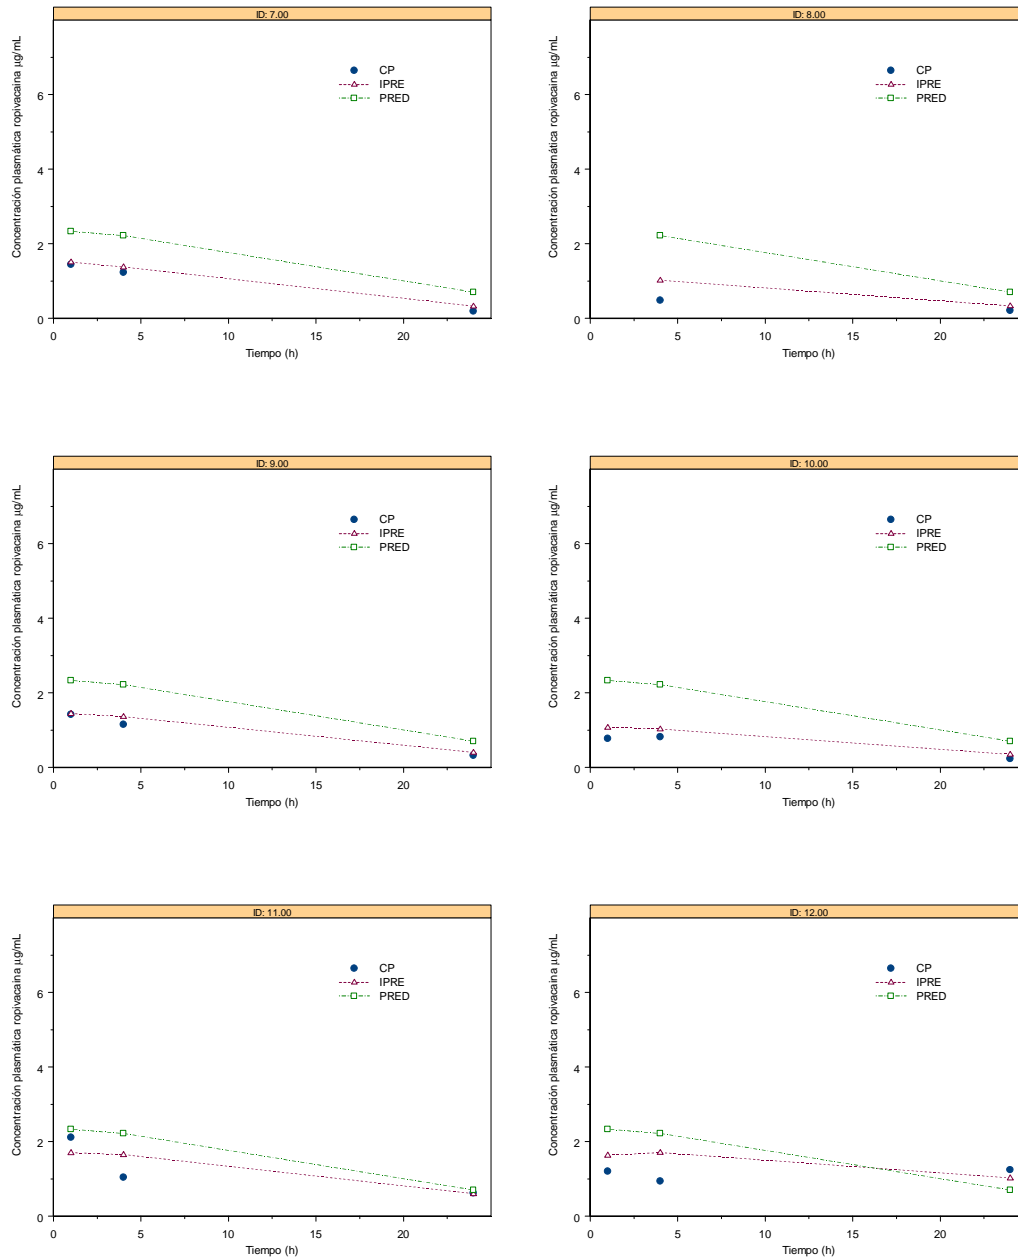 ID: 7.00
Concentración plasmática ropivacaina µg/mL
6
4
2
0
CP
IPRE
PRED
0 5 10 15 20
Tiempo (h)
ID: 8.00
Concentración plasmática ropivacaina µg/mL
6
4
2
0
CP
IPRE
PRED
0 5 10 15 20
Tiempo (h)
ID: 9.00
Concentración plasmática ropivacaina µg/mL
6
4
2
0
CP
IPRE
PRED
0 5 10 15 20
Tiempo (h)
ID: 10.00
Concentración plasmática ropivacaina µg/mL
6
4
2
0
CP
IPRE
PRED
0 5 10 15 20
Tiempo (h)
ID: 11.00
Concentración plasmática ropivacaina µg/mL
6
4
2
0
CP
IPRE
PRED
0 5 10 15 20
Tiempo (h)
ID: 12.00
Concentración plasmática ropivacaina µg/mL
6
4
2
0
CP
IPRE
PRED
0 5 10 15 20
Tiempo (h)